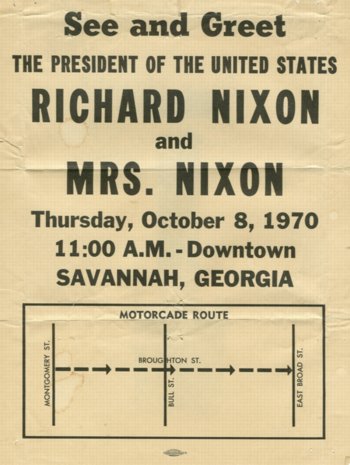 See and Greet
THE PRESIDENT OF THE UNITED STATES
RICHARD NIXON
and
MRS. NIXON
Thursday, October 8, 1970
11:00 A.M. - Downtown
SAVANNAH, GEORGIA
MOTORCADE ROUTE
MONTGOMERY ST.
BROUGHTON ST.
BULL ST.
EAST BROAD ST.